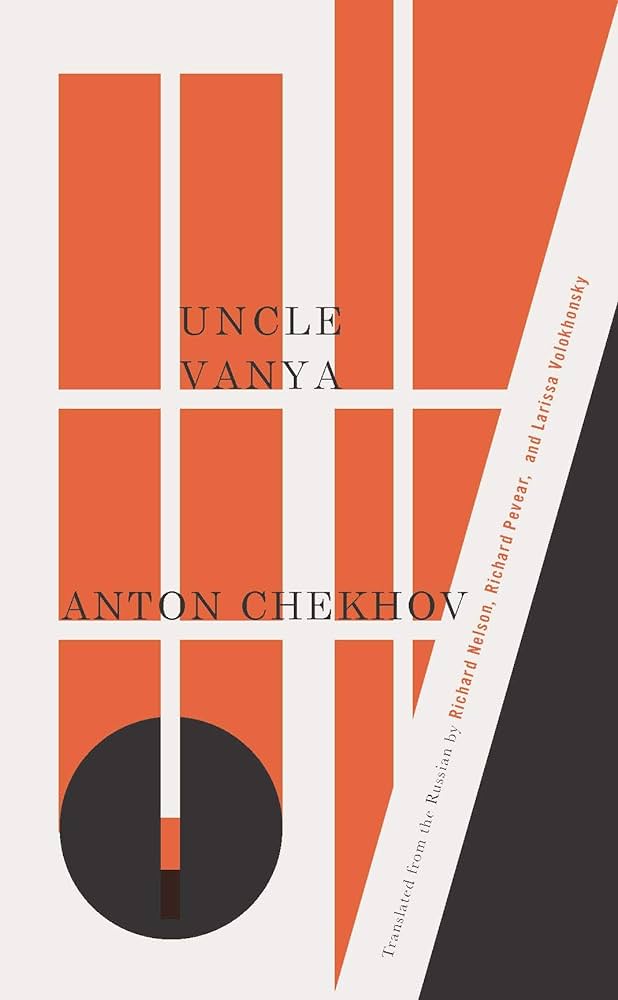 UNCLE
VANYA
ANTON CHEKHOV
Translated from the Russian by Richard Nelson, Richard Pevear, and Larissa Volokhonsky